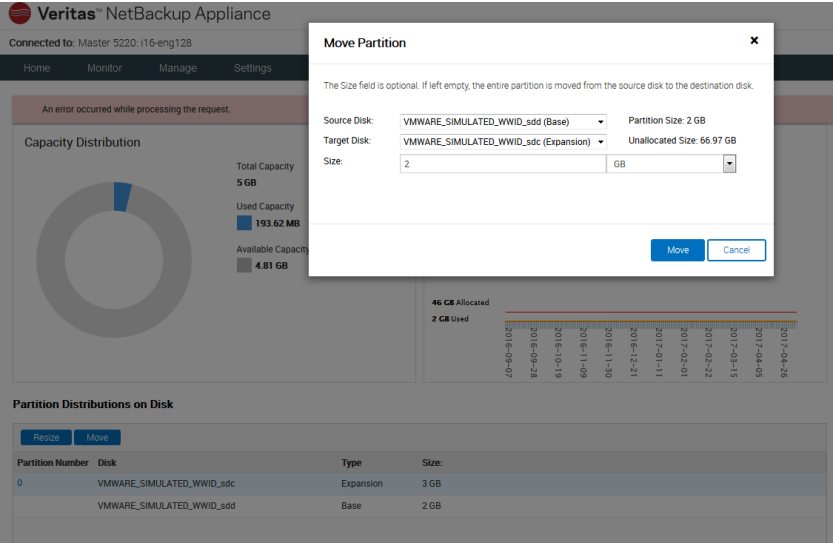 Veritas™ NetBackup Appliance
Connected to: Master 5220: i16-eng128
Home Monitor Manage Settings
An error occurred while processing the request.
Move Partition ×
The Size field is optional. If left empty, the entire partition is moved from the source disk to the destination disk.
Source Disk: VMWARE_SIMULATED_WWID_sdd (Base) Partition Size: 2 GB
Target Disk: VMWARE_SIMULATED_WWID_sdc (Expansion) Unallocated Size: 66.97 GB
Size: 2 GB
Move Cancel
Capacity Distribution
Total Capacity
5 GB
Used Capacity
193.62 MB
Available Capacity
4.81 GB
46 GB Allocated
2 GB Used
2016-09-07
2016-09-28
2016-10-19
2016-11-09
2016-11-30
2016-12-21
2017-01-11
2017-02-01
2017-02-22
2017-03-15
2017-04-05
2017-04-26
Partition Distributions on Disk
Resize Move
Partition Number Disk Type Size:
0 VMWARE_SIMULATED_WWID_sdc Expansion 3 GB
VMWARE_SIMULATED_WWID_sdd Base 2 GB